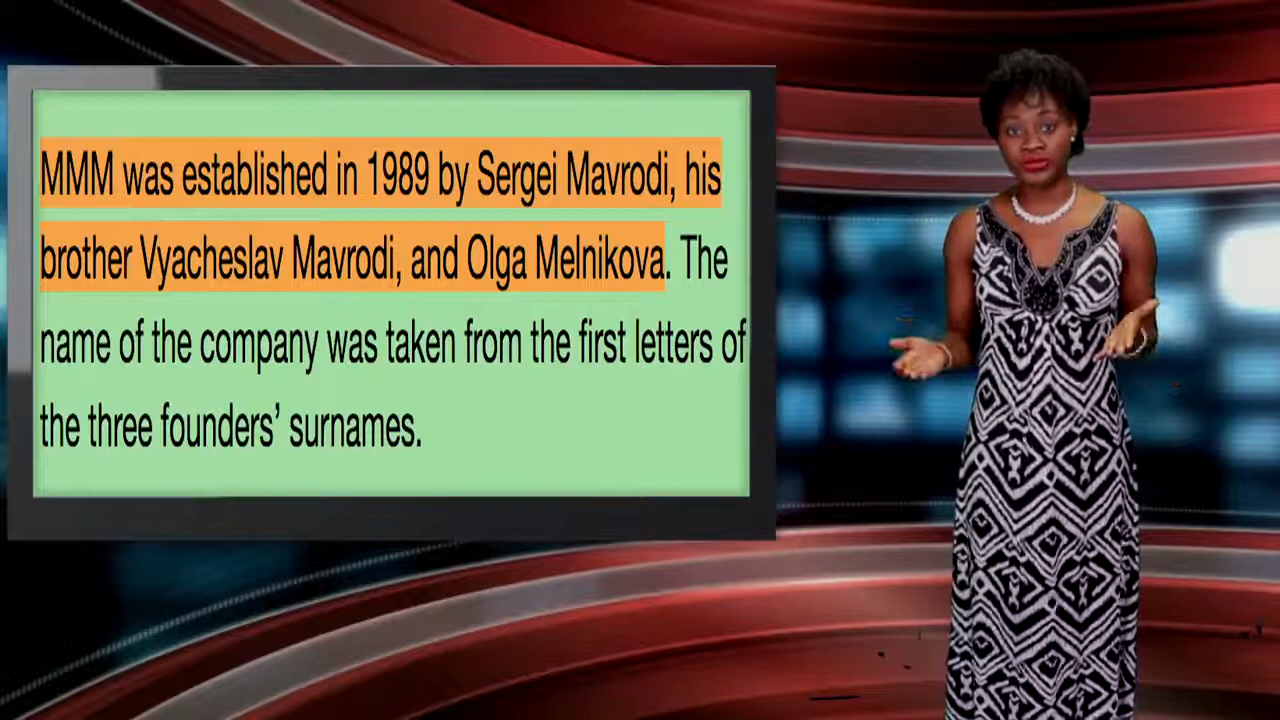 MMM was established in 1989 by Sergei Mavrodi, his
brother Vyacheslav Mavrodi, and Olga Melnikova. The
name of the company was taken from the first letters of
the three founders’ surnames.